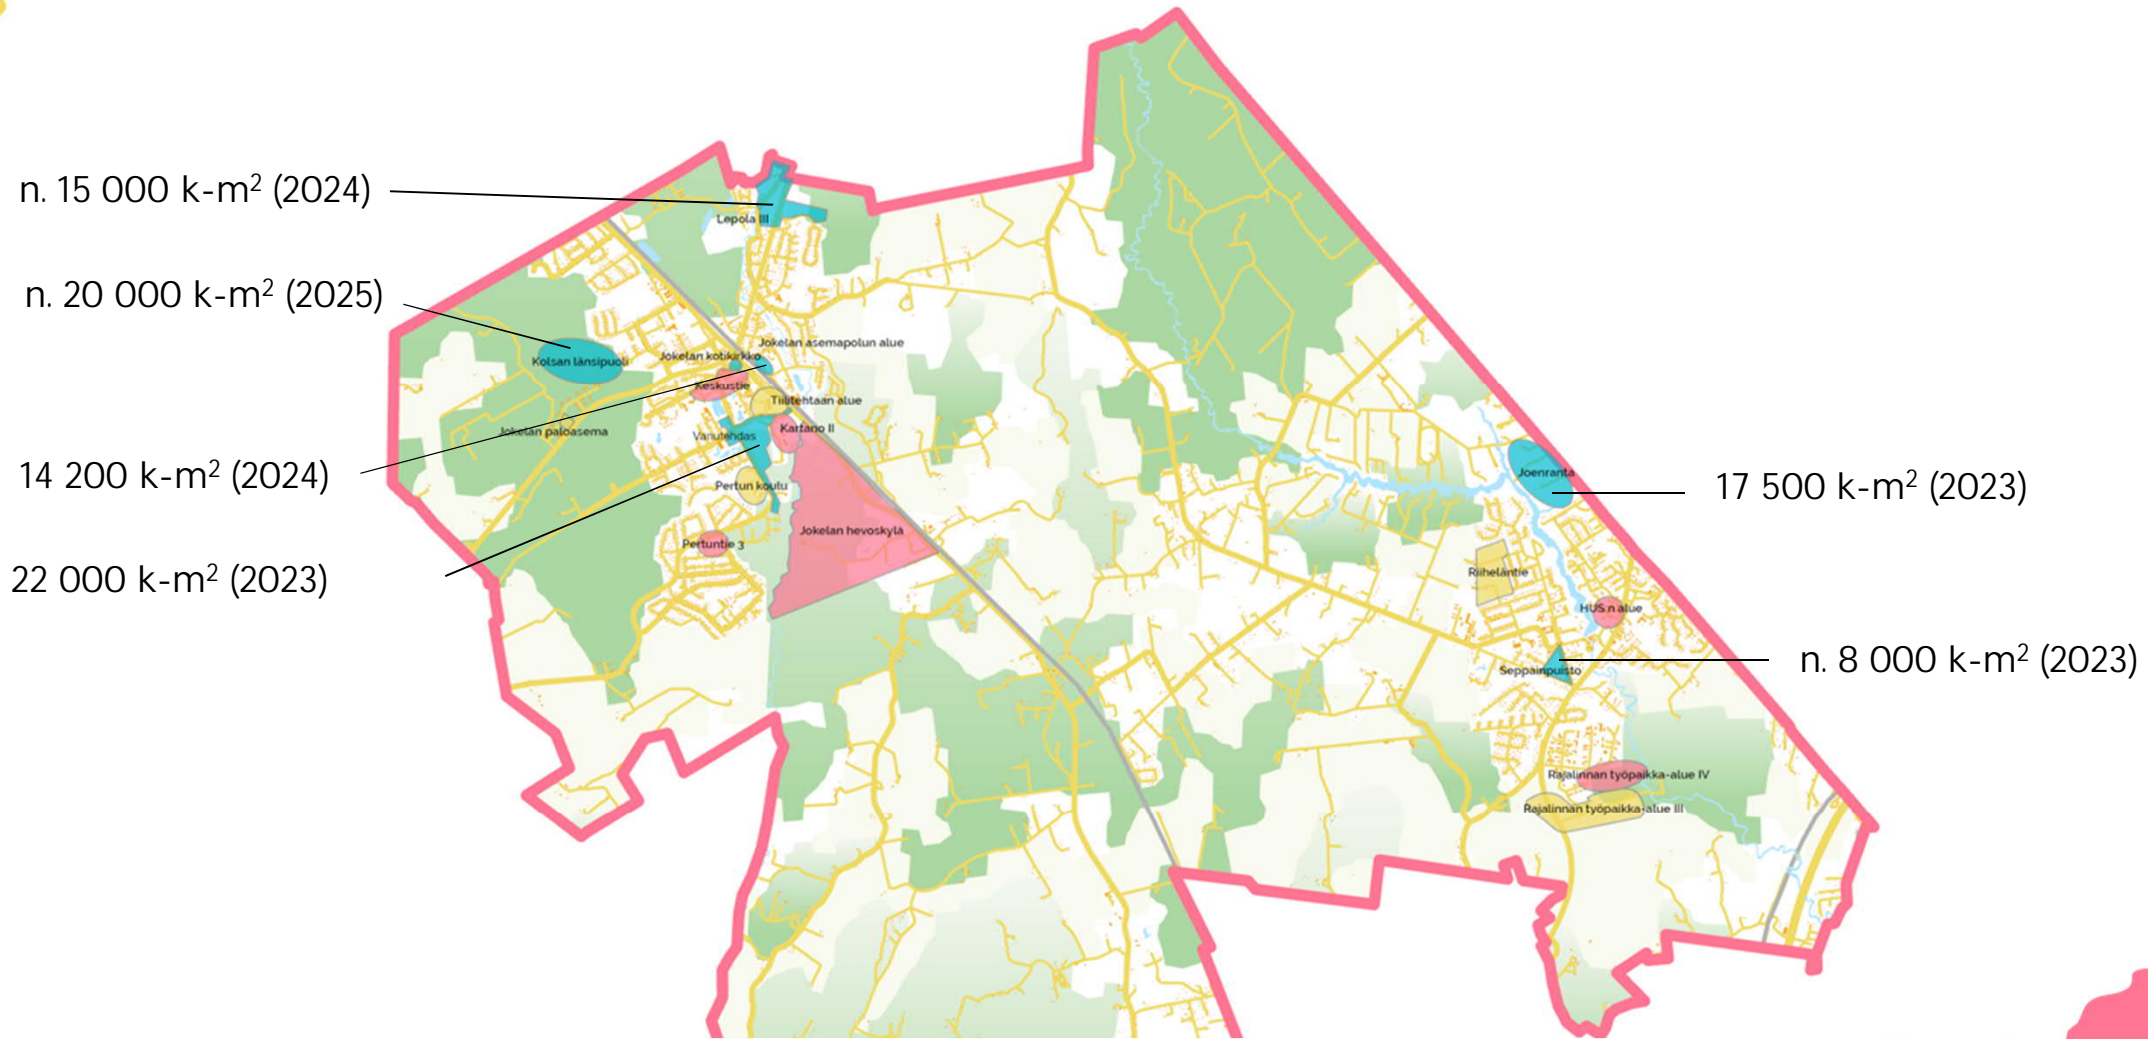 n. 15 000 k-m² (2024)
Lepola III
n. 20 000 k-m² (2025)
Kolsan länsipuoli
Jokelan asemapolun alue
Jokelan kotikirkko
Keskustie
Tiilitehtaan alue
Jokelan paloasema
Kartano II
Vanutehdas
14 200 k-m² (2024)
Pertun koulu
Jokelan hevoskylä
Pertuntie 3
22 000 k-m² (2023)
Joenranta
17 500 k-m² (2023)
Riiheläntie
HUS:n alue
Seppäinpuisto
n. 8 000 k-m² (2023)
Rajalinnan työpaikka-alue IV
Rajalinnan työpaikka-alue III